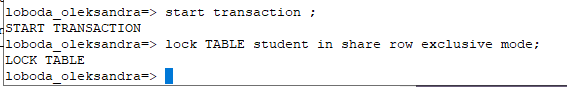 loboda_oleksandra=> start transaction ;
START TRANSACTION
loboda_oleksandra=> lock TABLE student in share row exclusive mode;
LOCK TABLE
loboda_oleksandra=>